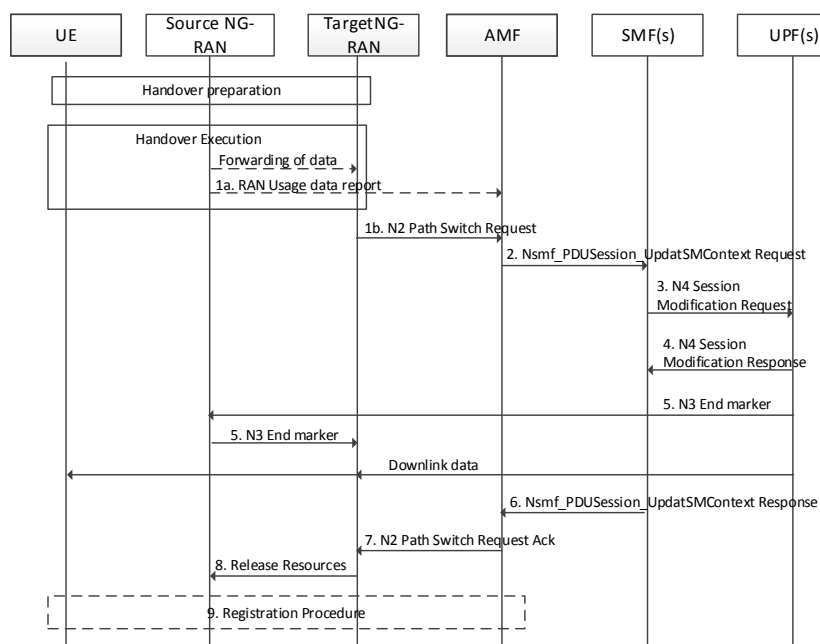 UE
Source NG-
RAN
TargetNG-
RAN
AMF
SMF(s)
UPF(s)
Handover preparation
Handover Execution
Forwarding of data
1a. RAN Usage data report
1b. N2 Path Switch Request
2. Nsmf_PDUSession_UpdatSMContext Request
3. N4 Session
Modification Request
4. N4 Session
Modification Response
5. N3 End marker
5. N3 End marker
Downlink data
6. Nsmf_PDUSession_UpdatSMContext Response
7. N2 Path Switch Request Ack
8. Release Resources
9. Registration Procedure